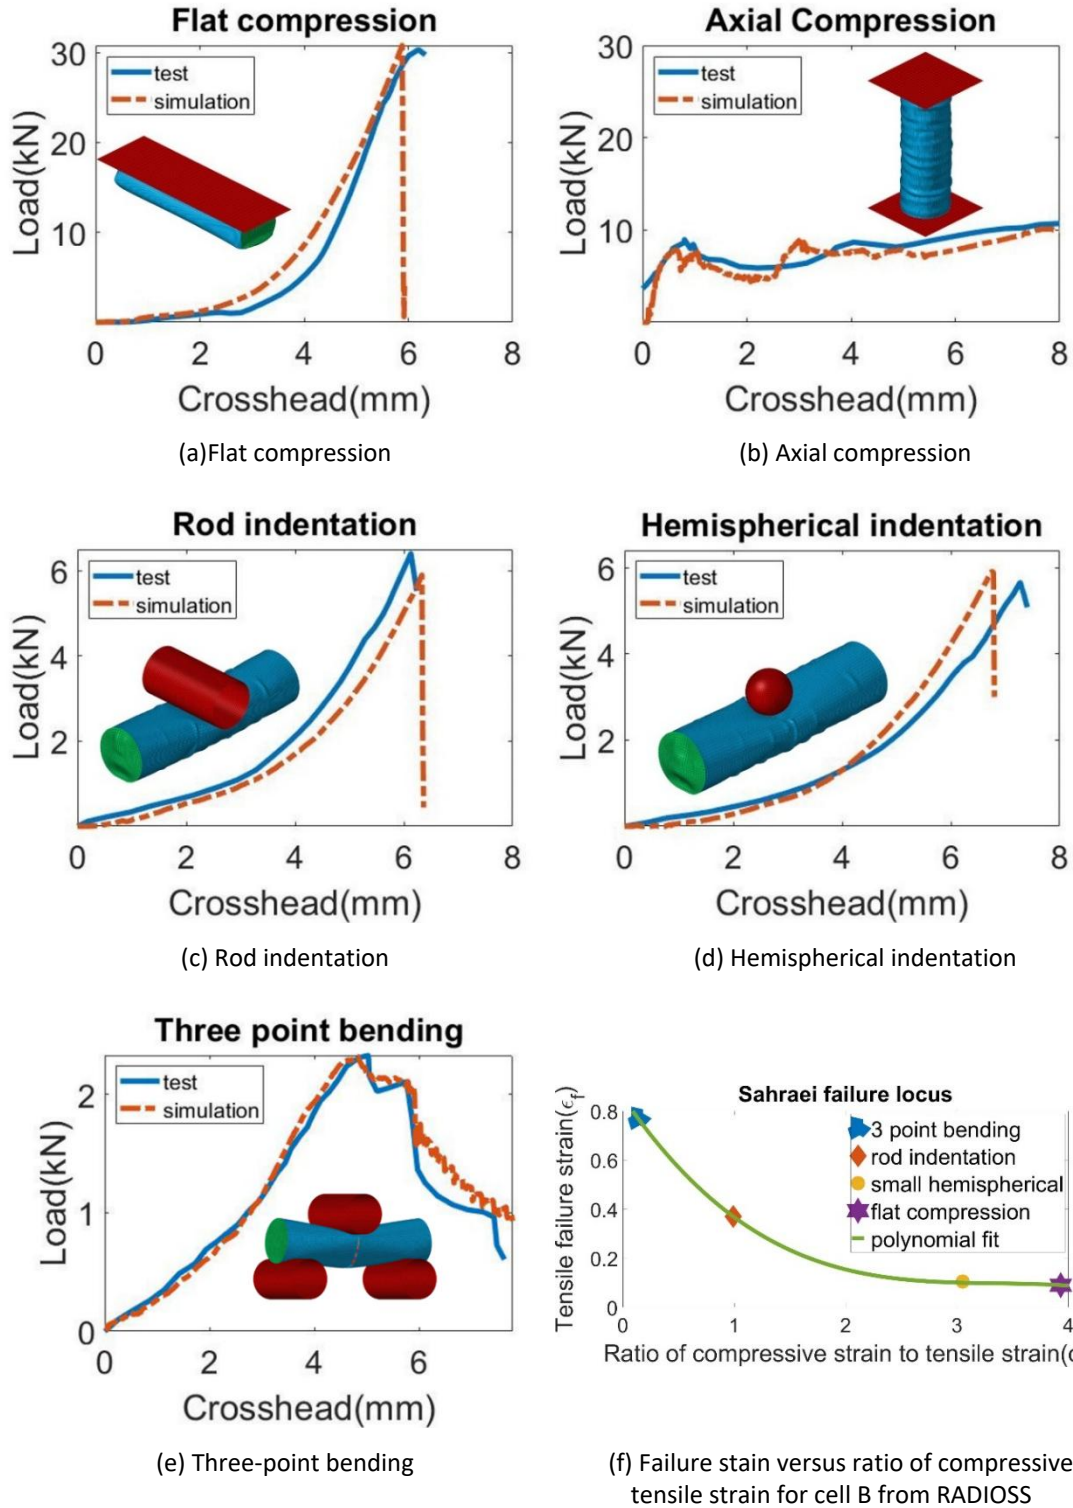 Flat compression
30
20
10
0 2 4 6 8
Load(kN)
Crosshead(mm)
test
simulation
(a)Flat compression
Axial Compression
30
20
10
0 2 4 6 8
Load(kN)
Crosshead(mm)
test
simulation
(b) Axial compression
Rod indentation
6
4
2
0 2 4 6 8
Load(kN)
Crosshead(mm)
test
simulation
(c) Rod indentation
Hemispherical indentation
6
4
2
0 2 4 6 8
Load(kN)
Crosshead(mm)
test
simulation
(d) Hemispherical indentation
Three point bending
2
1
0
0 2 4 6
Load(kN)
Crosshead(mm)
test
simulation
(e) Three-point bending
Sahraei failure locus
0.8
0.6
0.4
0.2
0
0 1 2 3 4
Tensile failure strain(ϵf)
Ratio of compressive strain to tensile strain(
3 point bending
rod indentation
small hemispherical
flat compression
polynomial fit
(f) Failure stain versus ratio of compressive
tensile strain for cell B from RADIOSS